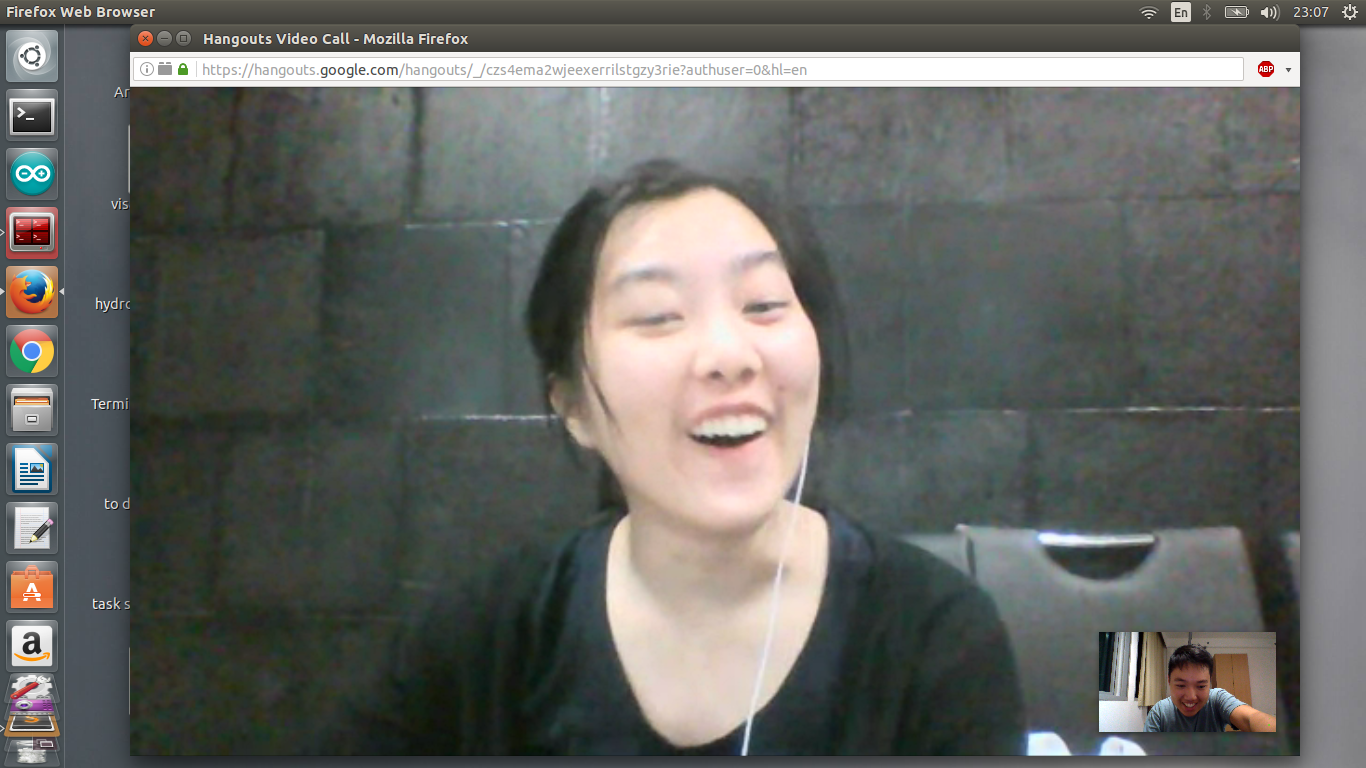 Firefox Web Browser
En
23:07
Hangouts Video Call - Mozilla Firefox
https://hangouts.google.com/hangouts/_/czs4ema2wjeexerrilstgzy3rie?authuser=0&hl=en
ABP
Ar
vis
hydro
Termi
to d
task s